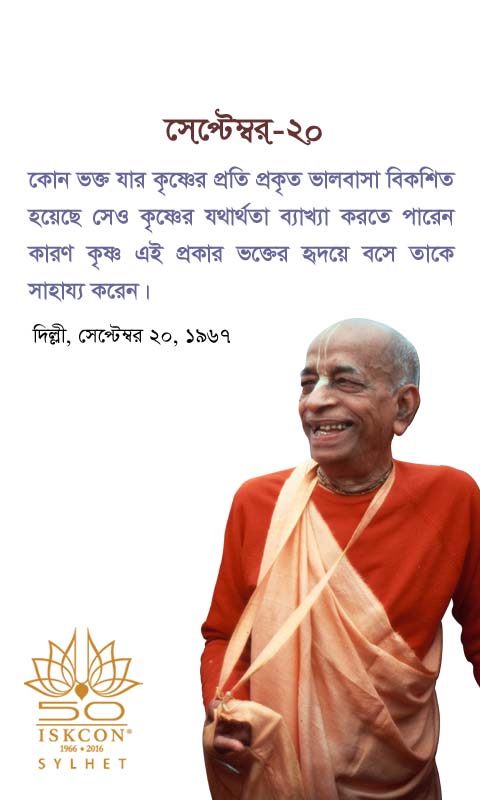 সেপ্টেম্বর-২০
কোন ভক্ত যার কৃষ্ণের প্রতি প্রকৃত ভালবাসা বিকশিত
হয়েছে সেও কৃষ্ণের যথার্থতা ব্যাখ্যা করতে পারেন
কারণ কৃষ্ণ এই প্রকার ভক্তের হৃদয়ে বসে তাকে
সাহায্য করেন।
দিল্লী, সেপ্টেম্বর ২০, ১৯৬৭
50
ISKCON®
1966 • 2016
SYLHET